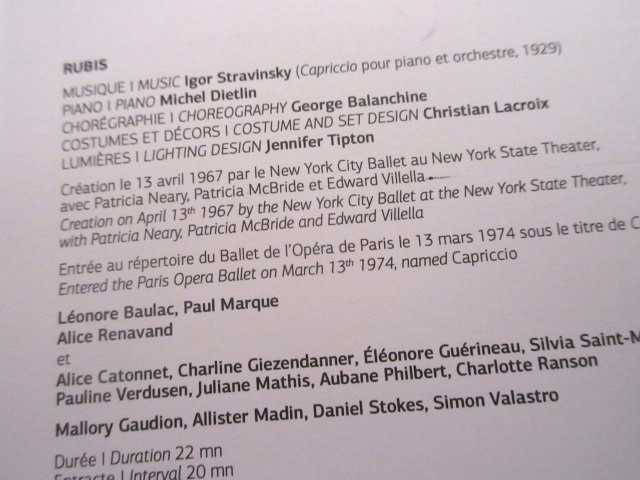 RUBIS
MUSIQUE | MUSIC Igor Stravinsky (Capriccio pour piano et orchestre, 1929)
PIANO | PIANO Michel Dietlin
CHORÉGRAPHIE | CHOREOGRAPHY George Balanchine
COSTUMES ET DÉCORS | COSTUME AND SET DESIGN Christian Lacroix
LUMIÈRES | LIGHTING DESIGN Jennifer Tipton
Création le 13 avril 1967 par le New York City Ballet au New York State Theater,
avec Patricia Neary, Patricia McBride et Edward Villella
Creation on April 13th 1967 by the New York City Ballet at the New York State Theater,
with Patricia Neary, Patricia McBride and Edward Villella
Entrée au répertoire du Ballet de l'Opéra de Paris le 13 mars 1974 sous le titre de C
Entered the Paris Opera Ballet on March 13th 1974, named Capriccio
Léonore Baulac, Paul Marque
Alice Renavand
et
Alice Catonnet, Charline Giezendanner, Éléonore Guérineau, Silvia Saint-M
Pauline Verdusen, Juliane Mathis, Aubane Philbert, Charlotte Ranson
Mallory Gaudion, Allister Madin, Daniel Stokes, Simon Valastro
Durée | Duration 22 mn
Entracte | Interval 20 mn